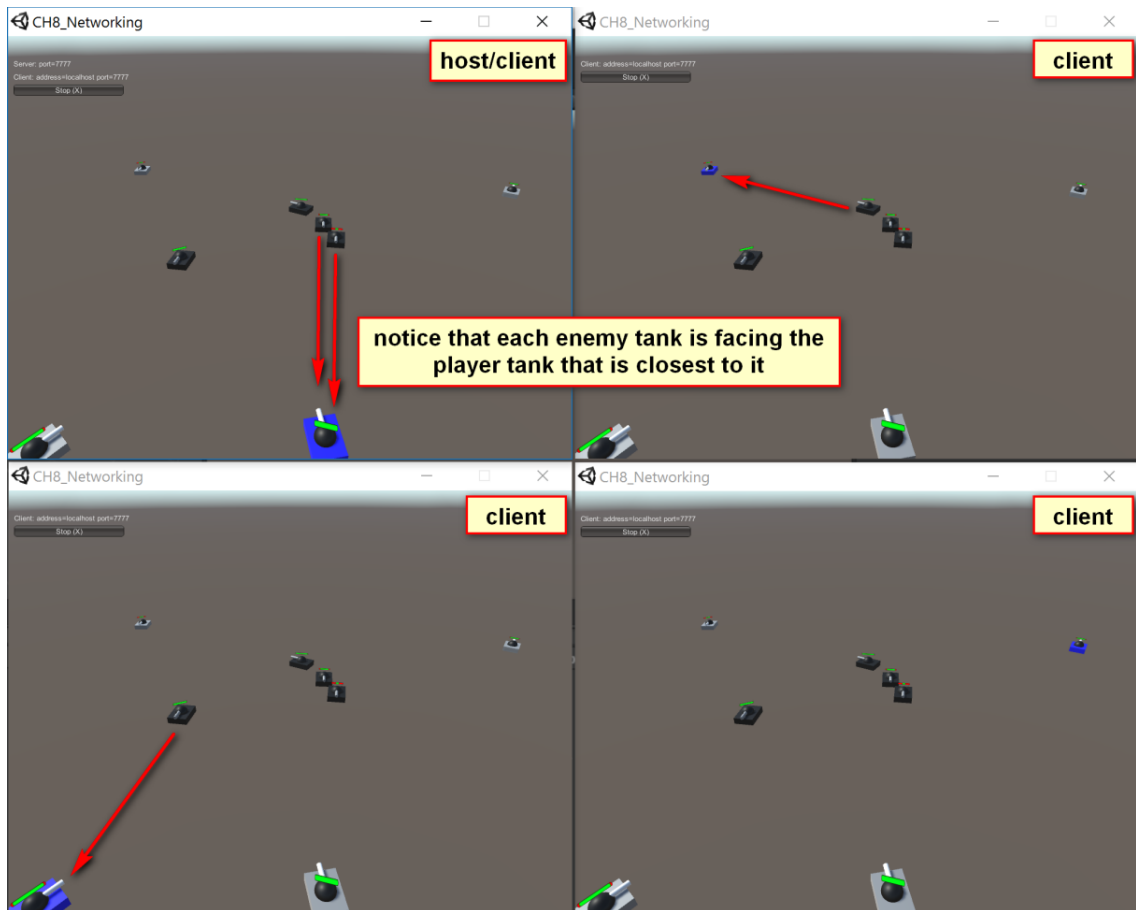 CH8_Networking
host/client
Server: port=7777
Client: address=localhost port=7777
Stop (X)
CH8_Networking
client
Client: address=localhost port=7777
Stop (X)
notice that each enemy tank is facing the
player tank that is closest to it
CH8_Networking
client
Client: address=localhost port=7777
Stop (X)
CH8_Networking
client
Client: address=localhost port=7777
Stop (X)